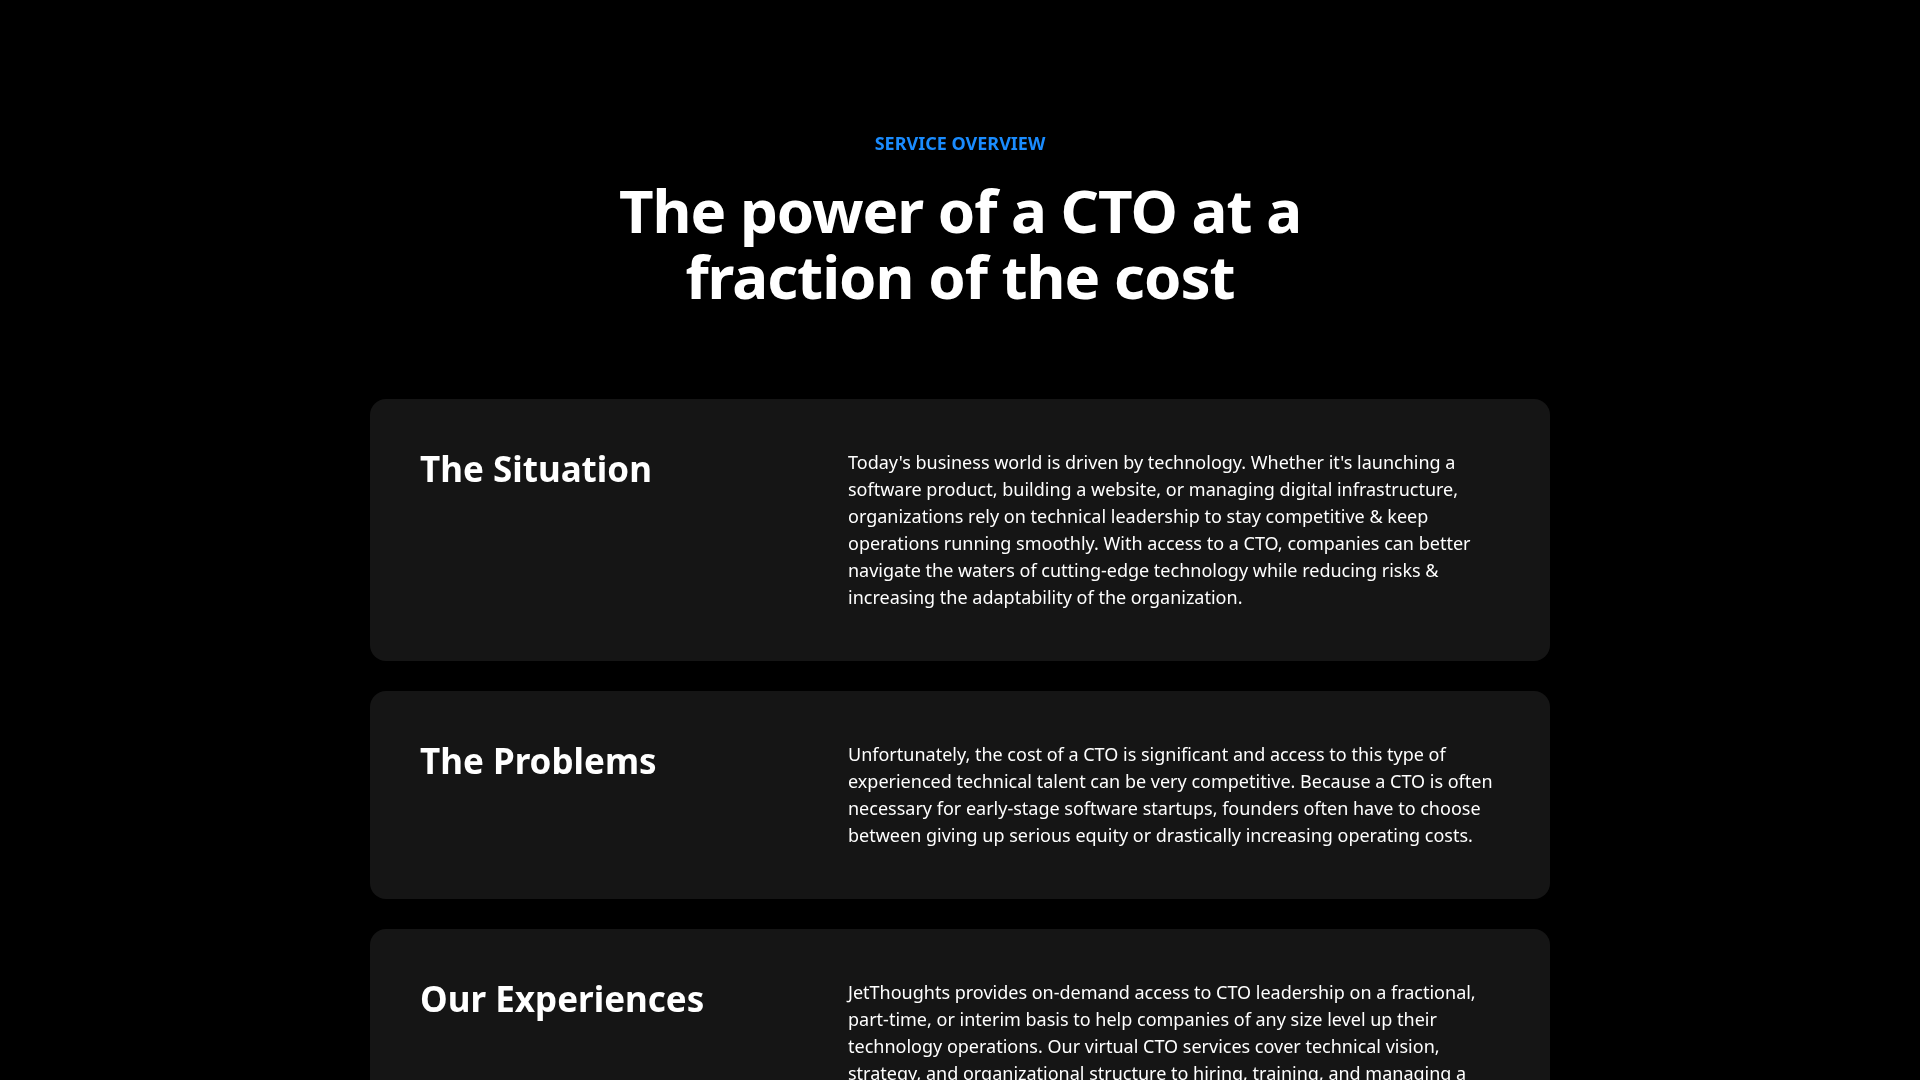 SERVICE OVERVIEW
The power of a CTO at a
fraction of the cost
The Situation
Today's business world is driven by technology. Whether it's launching a
software product, building a website, or managing digital infrastructure,
organizations rely on technical leadership to stay competitive & keep
operations running smoothly. With access to a CTO, companies can better
navigate the waters of cutting-edge technology while reducing risks &
increasing the adaptability of the organization.
The Problems
Unfortunately, the cost of a CTO is significant and access to this type of
experienced technical talent can be very competitive. Because a CTO is often
necessary for early-stage software startups, founders often have to choose
between giving up serious equity or drastically increasing operating costs.
Our Experiences
JetThoughts provides on-demand access to CTO leadership on a fractional,
part-time, or interim basis to help companies of any size level up their
technology operations. Our virtual CTO services cover technical vision,
strategy, and organizational structure to hiring, training, and managing a